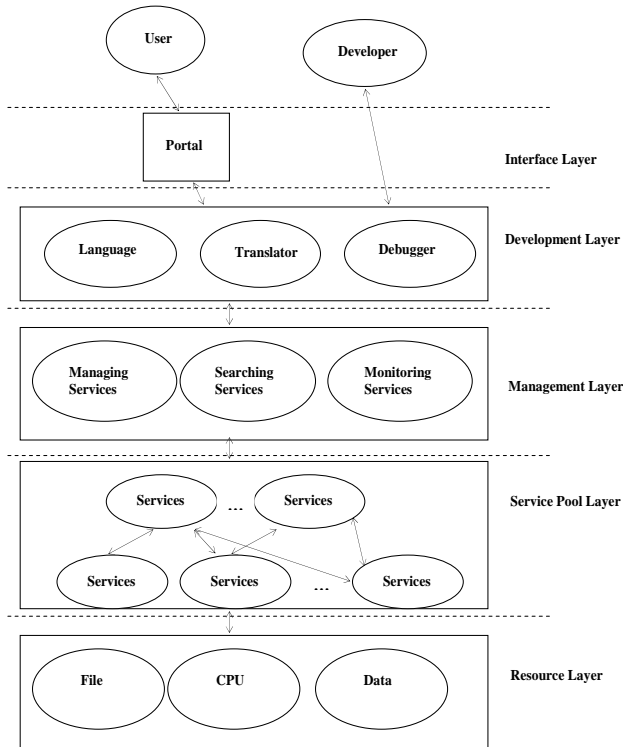 User
Developer
Portal
Interface Layer
Language
Translator
Debugger
Development Layer
Managing
Services
Searching
Services
Monitoring
Services
Management Layer
Services
...
Services
Service Pool Layer
Services
Services
...
Services
File
CPU
Data
Resource Layer